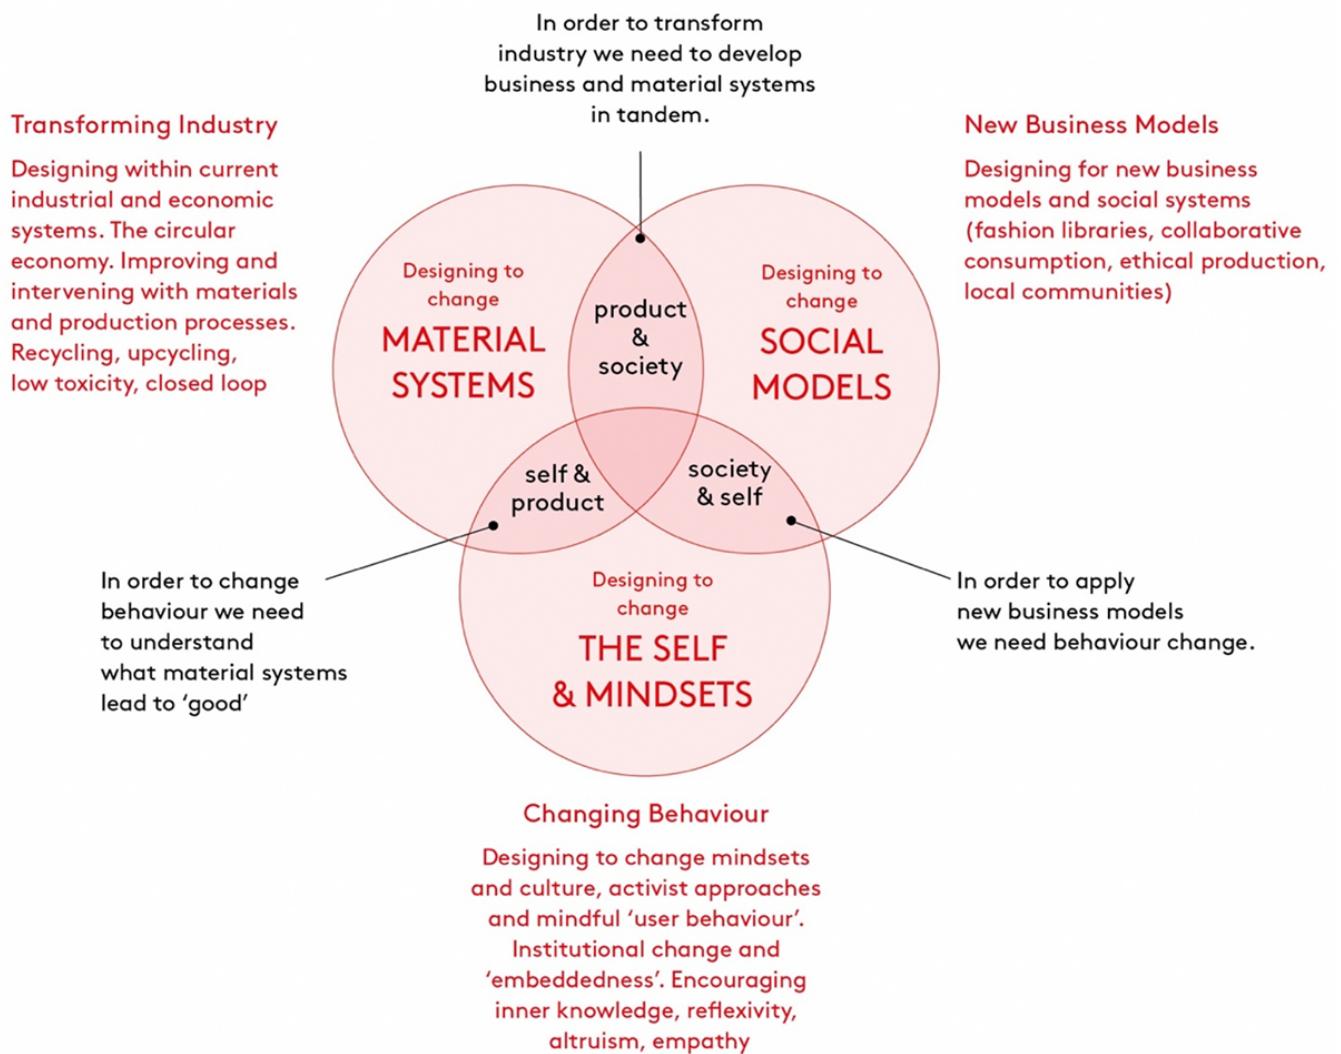 In order to transform
industry we need to develop
business and material systems
in tandem.
Transforming Industry
Designing within current
industrial and economic
systems. The circular
economy. Improving and
intervening with materials
and production processes.
Recycling, upcycling,
low toxicity, closed loop
New Business Models
Designing for new business
models and social systems
(fashion libraries, collaborative
consumption, ethical production,
local communities)
Designing to
change
MATERIAL
SYSTEMS
product
&
society
Designing to
change
SOCIAL
MODELS
self &
product
society
& self
In order to change
behaviour we need
to understand
what material systems
lead to ‘good’
In order to apply
new business models
we need behaviour change.
Designing to
change
THE SELF
& MINDSETS
Changing Behaviour
Designing to change mindsets
and culture, activist approaches
and mindful ‘user behaviour’.
Institutional change and
‘embeddedness’. Encouraging
inner knowledge, reflexivity,
altruism, empathy